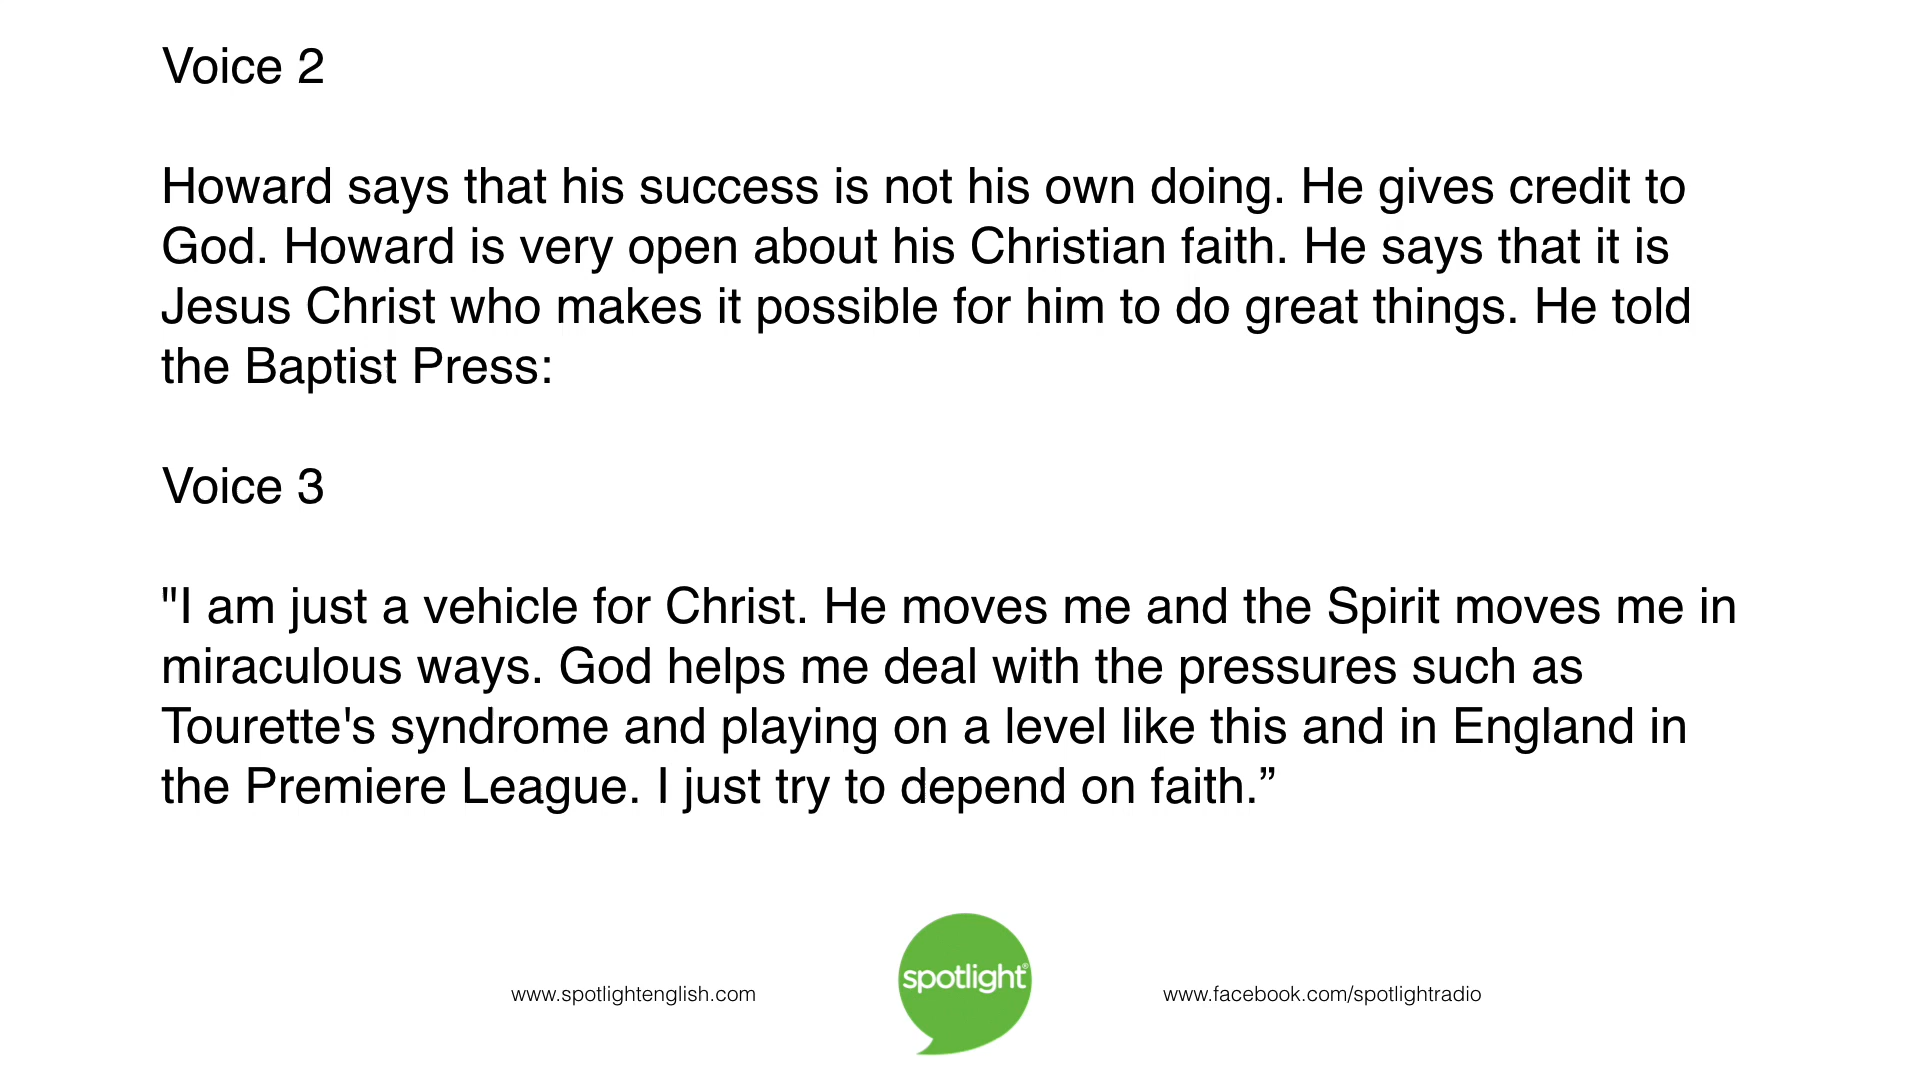 Voice 2
Howard says that his success is not his own doing. He gives credit to
God. Howard is very open about his Christian faith. He says that it is
Jesus Christ who makes it possible for him to do great things. He told
the Baptist Press:
Voice 3
"I am just a vehicle for Christ. He moves me and the Spirit moves me in
miraculous ways. God helps me deal with the pressures such as
Tourette's syndrome and playing on a level like this and in England in
the Premiere League. I just try to depend on faith.”
www.spotlightenglish.com
spotlight®
www.facebook.com/spotlightradio